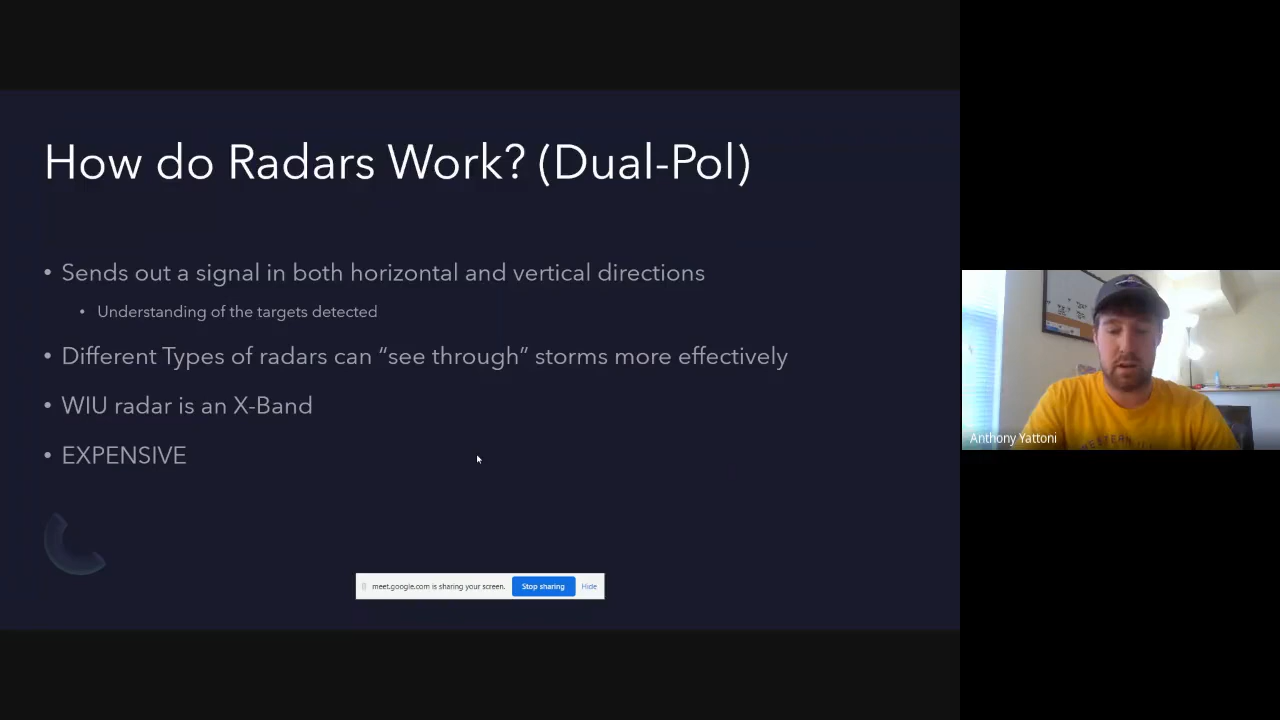 How do Radars Work? (Dual-Pol)
• Sends out a signal in both horizontal and vertical directions
• Understanding of the targets detected
• Different Types of radars can “see through” storms more effectively
• WIU radar is an X-Band
• EXPENSIVE
meet.google.com is sharing your screen. Stop sharing Hide
Anthony Yattoni